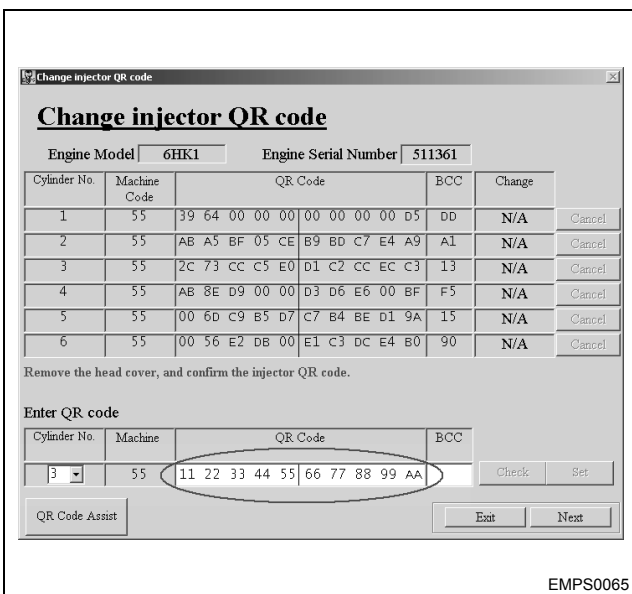 Change injector QR code
Change injector QR code
Engine Model 6HK1 Engine Serial Number 511361
Cylinder No. Machine Code QR Code BCC Change
1 55 39 64 00 00 00 00 00 00 00 D5 DD N/A Cancel
2 55 AB A5 BF 05 CE B9 BD C7 E4 A9 A1 N/A Cancel
3 55 2C 73 CC C5 E0 D1 C2 CC EC C3 13 N/A Cancel
4 55 AB 8E D9 00 00 D3 D6 E6 00 BF F5 N/A Cancel
5 55 00 6D C9 B5 D7 C7 B4 BE D1 9A 15 N/A Cancel
6 55 00 56 E2 DB 00 E1 C3 DC E4 B0 90 N/A Cancel
Remove the head cover, and confirm the injector QR code.
Enter QR code
Cylinder No. Machine QR Code BCC
3 55 11 22 33 44 55 66 77 88 99 AA Check Set
QR Code Assist Exit Next
EMPS0065